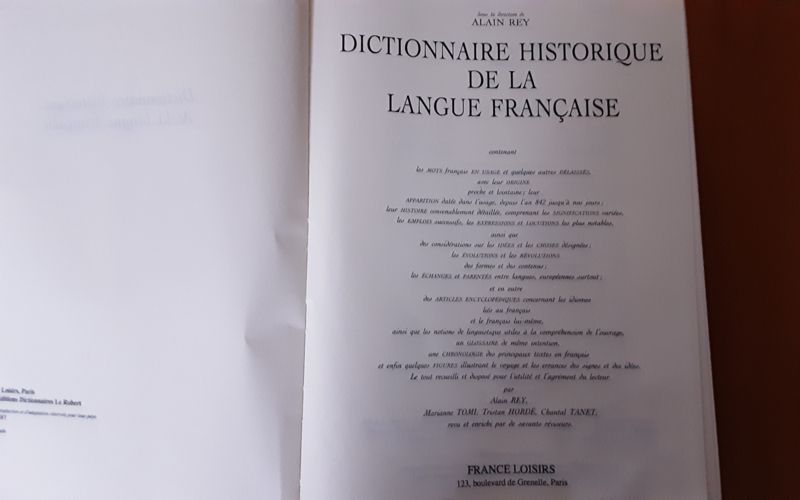 Loisirs, Paris
Éditions Dictionnaires Le Robert
sous la direction de
ALAIN REY
DICTIONNAIRE HISTORIQUE
DE LA
LANGUE FRANÇAISE
contenant
les MOTS français EN USAGE et quelques autres DÉLAISSÉS,
avec leur ORIGINE
proche et lointaine; leur
APPARITION datée dans l'usage, depuis l'an 842 jusqu'à nos jours;
leur HISTOIRE convenablement détaillée, comprenant les SIGNIFICATIONS variées,
les EMPLOIS successifs, les EXPRESSIONS et LOCUTIONS les plus notables,
ainsi que
des considérations sur les IDÉES et les CHOSES désignées;
les ÉVOLUTIONS et les RÉVOLUTIONS
des formes et des contenus;
les ÉCHANGES et PARENTÉS entre langues, européennes surtout;
et en outre
des ARTICLES ENCYCLOPÉDIQUES concernant les idiomes
liés au français
et le français lui-même,
ainsi que les notions de linguistique utiles à la compréhension de l'ouvrage,
un GLOSSAIRE de même intention,
une CHRONOLOGIE des principaux textes en français
et enfin quelques FIGURES illustrant le voyage et les errances des signes et des idées.
Le tout recueilli et disposé pour l'utilité et l'agrément du lecteur
par
Alain REY,
Marianne TOMI, Tristan HORDÉ, Chantal TANET,
revu et enrichi par de savants réviseurs.
FRANCE LOISIRS
123, boulevard de Grenelle, Paris